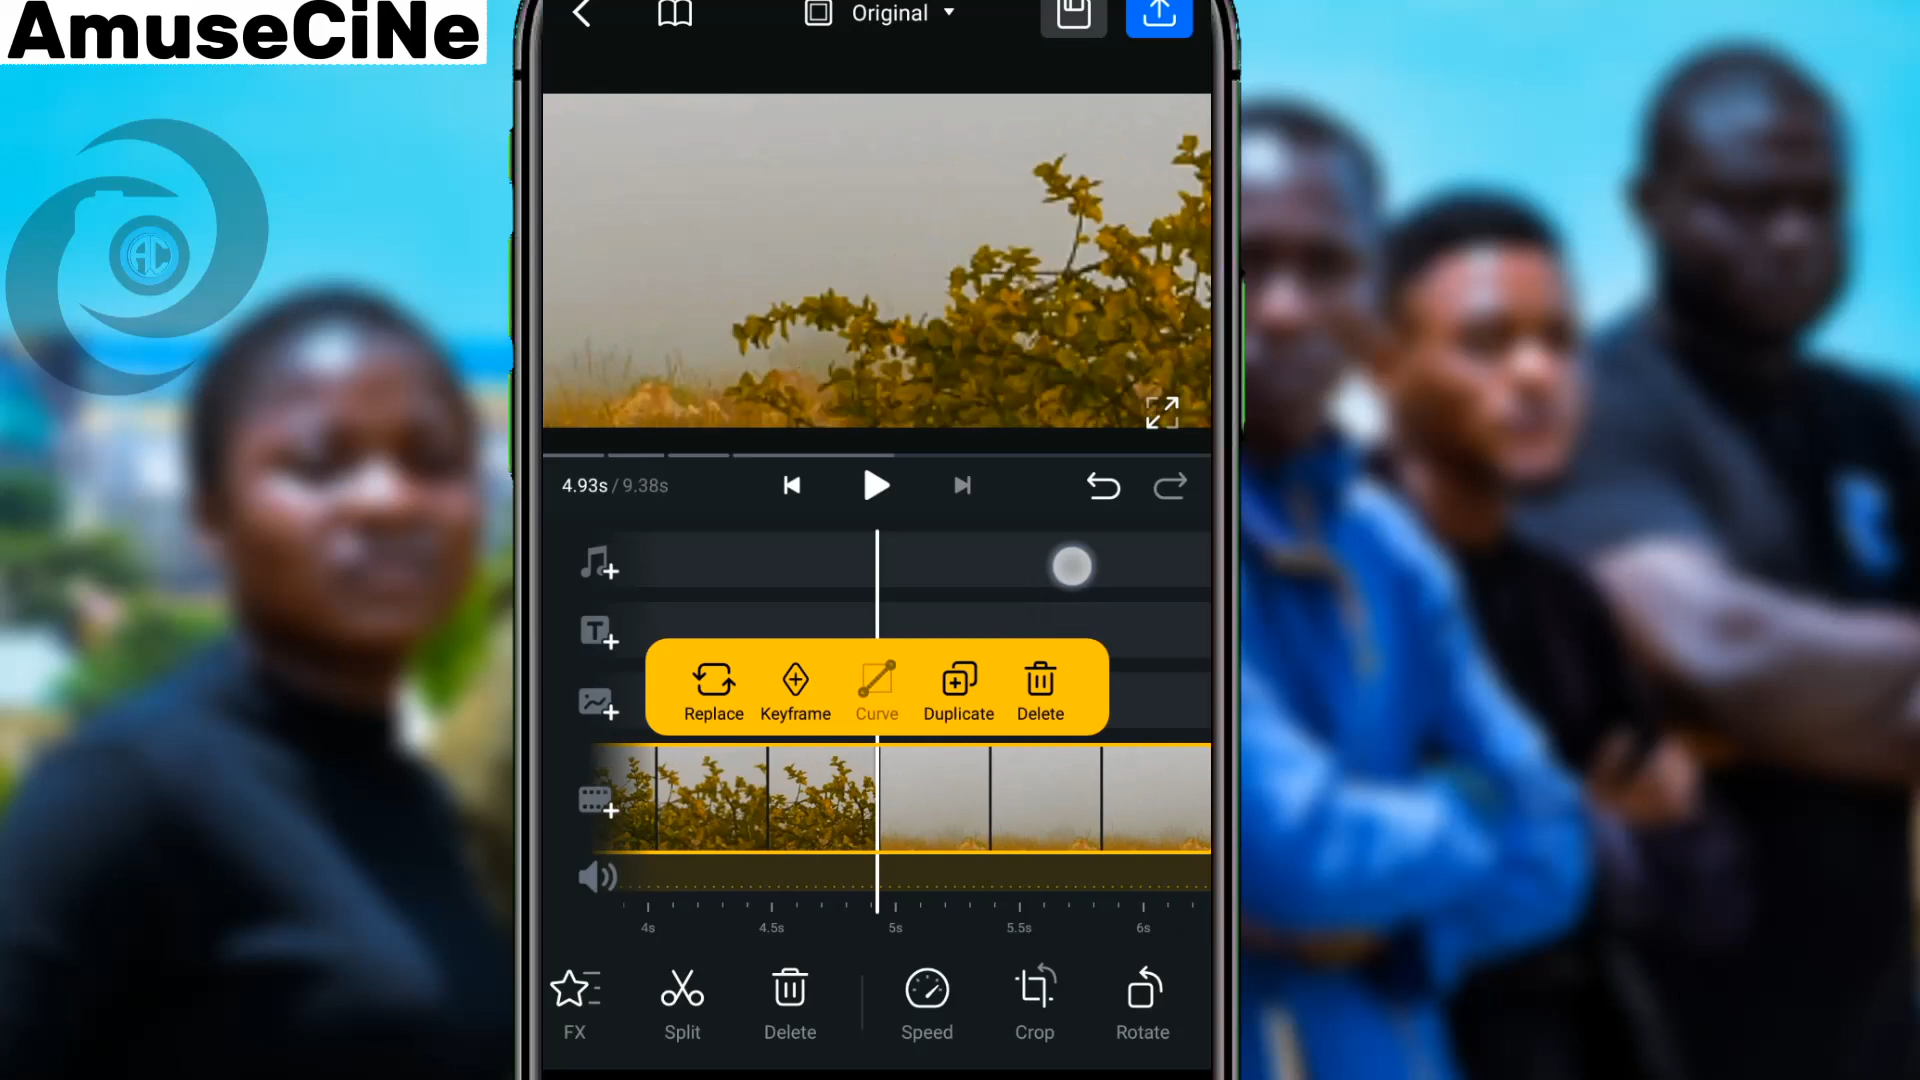 AmuseCiNe
AC
Original
4.93s / 9.38s
T
Replace Keyframe Curve Duplicate Delete
4s 4.5s 5s 5.5s 6s
FX Split Delete Speed Crop Rotate